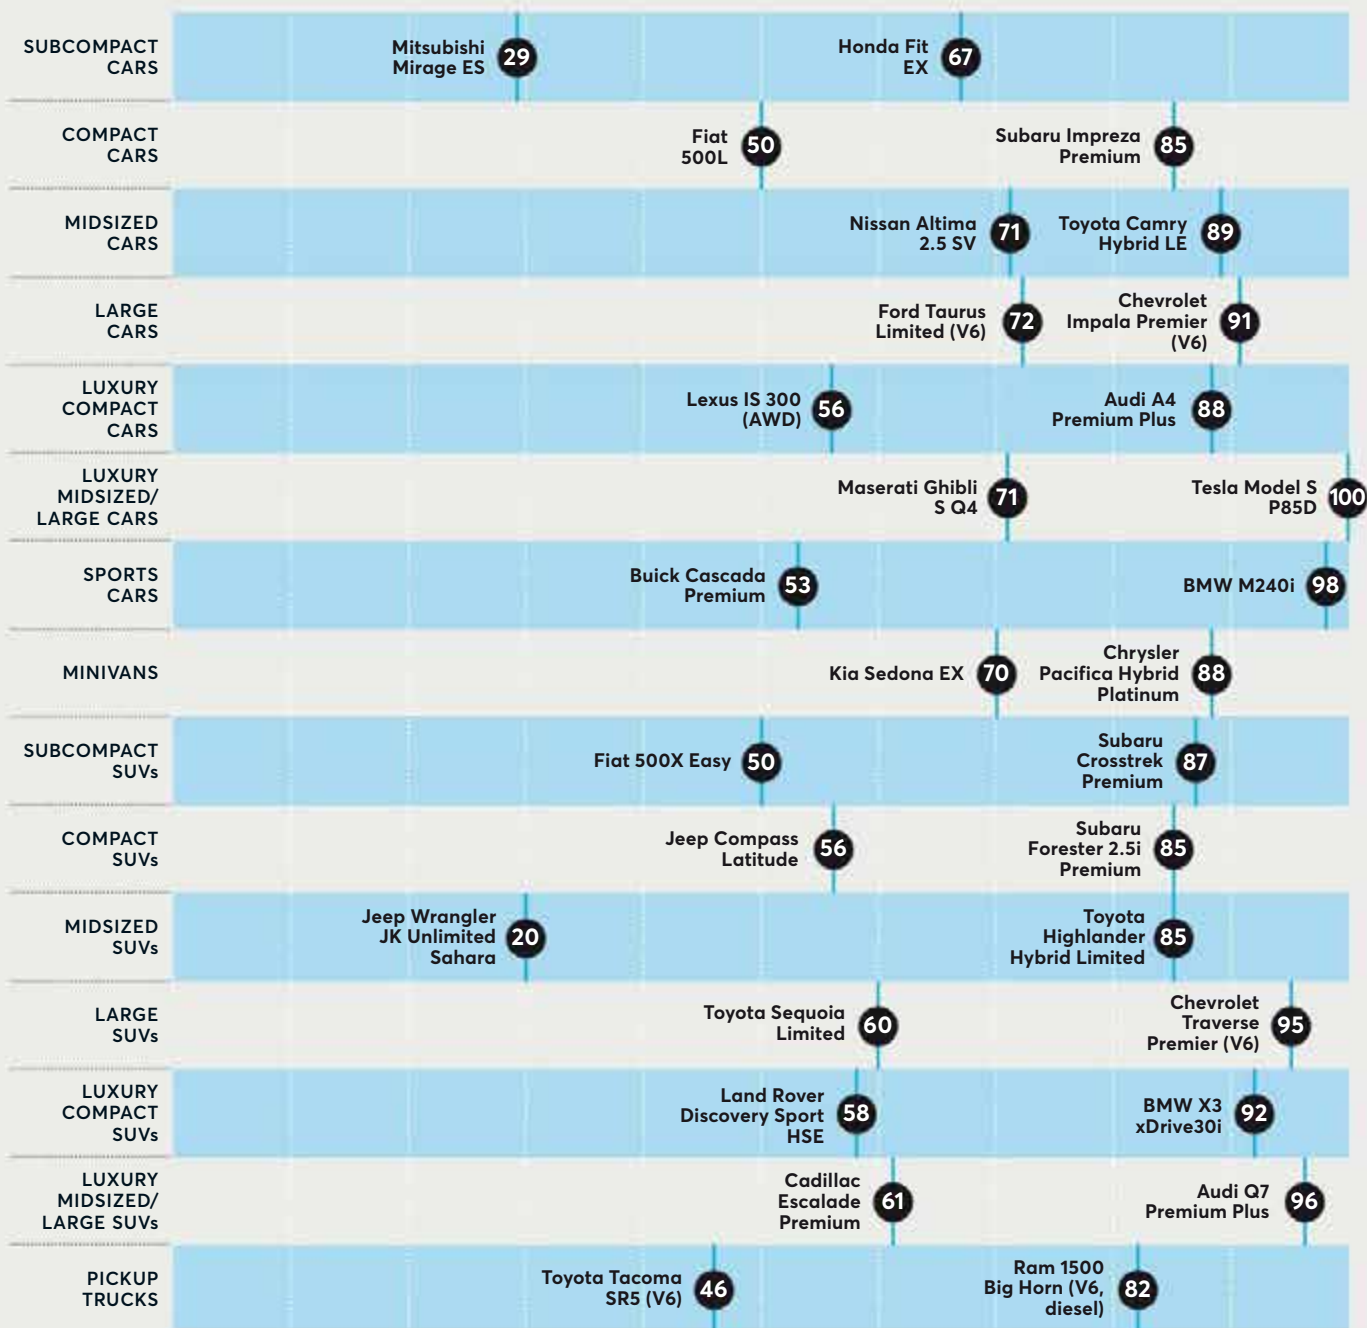 SUBCOMPACT
CARS
Mitsubishi
Mirage ES
29
Honda Fit
EX
67
COMPACT
CARS
Fiat
500L
50
Subaru Impreza
Premium
85
MIDSIZED
CARS
Nissan Altima
2.5 SV
71
Toyota Camry
Hybrid LE
89
LARGE
CARS
Ford Taurus
Limited (V6)
72
Chevrolet
Impala Premier
(V6)
91
LUXURY
COMPACT
CARS
Lexus IS 300
(AWD)
56
Audi A4
Premium Plus
88
LUXURY
MIDSIZED/
LARGE CARS
Maserati Ghibli
S Q4
71
Tesla Model S
P85D
100
SPORTS
CARS
Buick Cascada
Premium
53
BMW M240i
98
MINIVANS
Kia Sedona EX
70
Chrysler
Pacifica Hybrid
Platinum
88
SUBCOMPACT
SUVs
Fiat 500X Easy
50
Subaru
Crosstrek
Premium
87
COMPACT
SUVs
Jeep Compass
Latitude
56
Subaru
Forester 2.5i
Premium
85
MIDSIZED
SUVs
Jeep Wrangler
JK Unlimited
Sahara
20
Toyota
Highlander
Hybrid Limited
85
LARGE
SUVs
Toyota Sequoia
Limited
60
Chevrolet
Traverse
Premier (V6)
95
LUXURY
COMPACT
SUVs
Land Rover
Discovery Sport
HSE
58
BMW X3
xDrive30i
92
LUXURY
MIDSIZED/
LARGE SUVs
Cadillac
Escalade
Premium
61
Audi Q7
Premium Plus
96
PICKUP
TRUCKS
Toyota Tacoma
SR5 (V6)
46
Ram 1500
Big Horn (V6,
diesel)
82